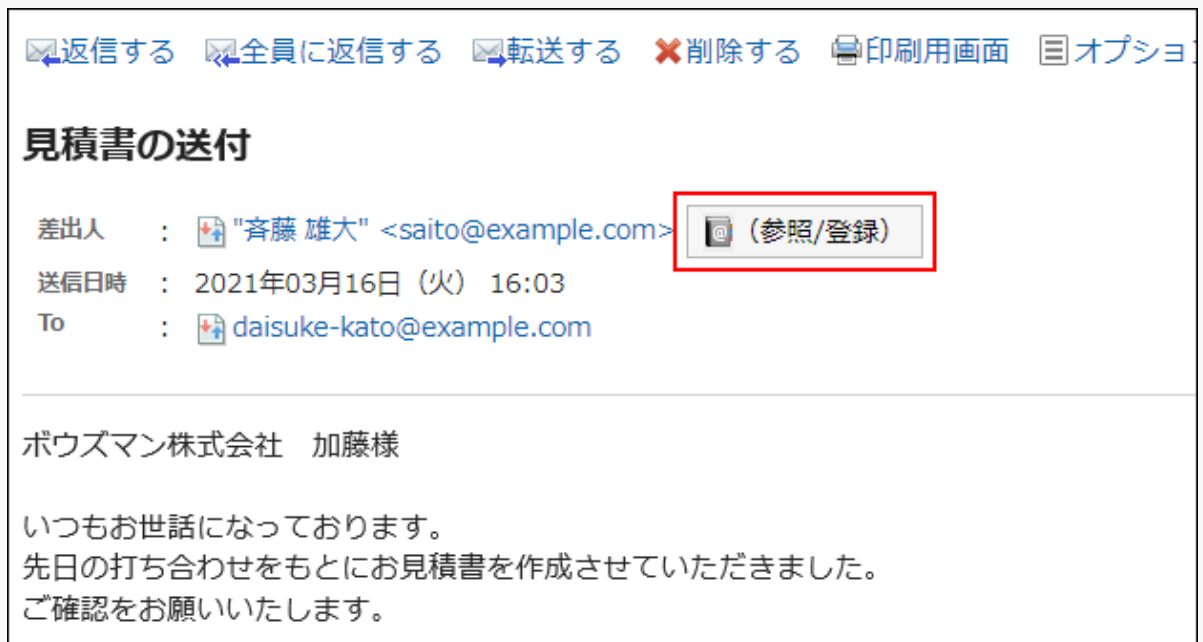 返信する 全員に返信する 転送する 削除する 印刷用画面 オプション
見積書の送付
差出人 : "斉藤 雄大" <saito@example.com> (参照/登録)
送信日時 : 2021年03月16日（火） 16:03
To : daisuke-kato@example.com
ボウズマン株式会社　加藤様
いつもお世話になっております。
先日の打ち合わせをもとにお見積書を作成させていただきました。
ご確認をお願いいたします。